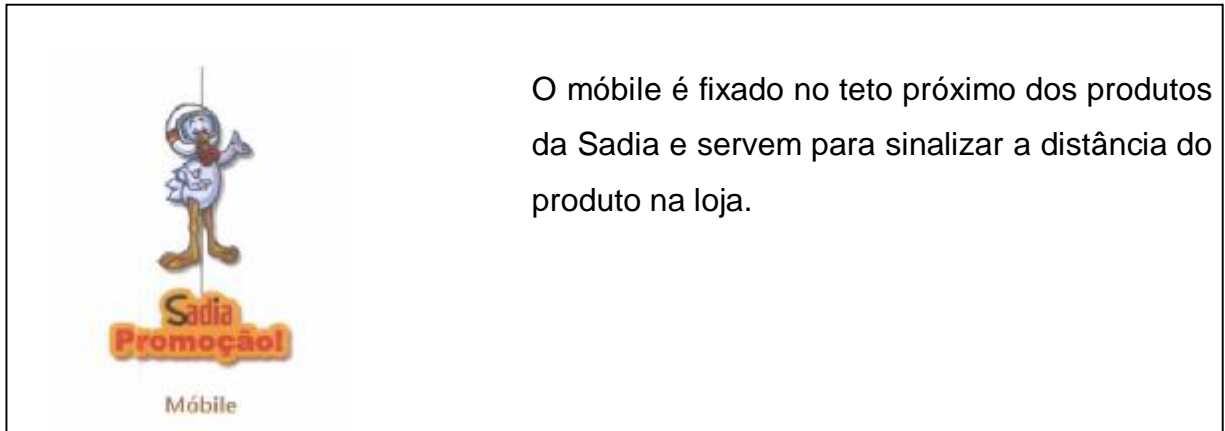 O móbile é fixado no teto próximo dos produtos
da Sadia e servem para sinalizar a distância do
produto na loja.
Sadia
Promoção!
Móbile